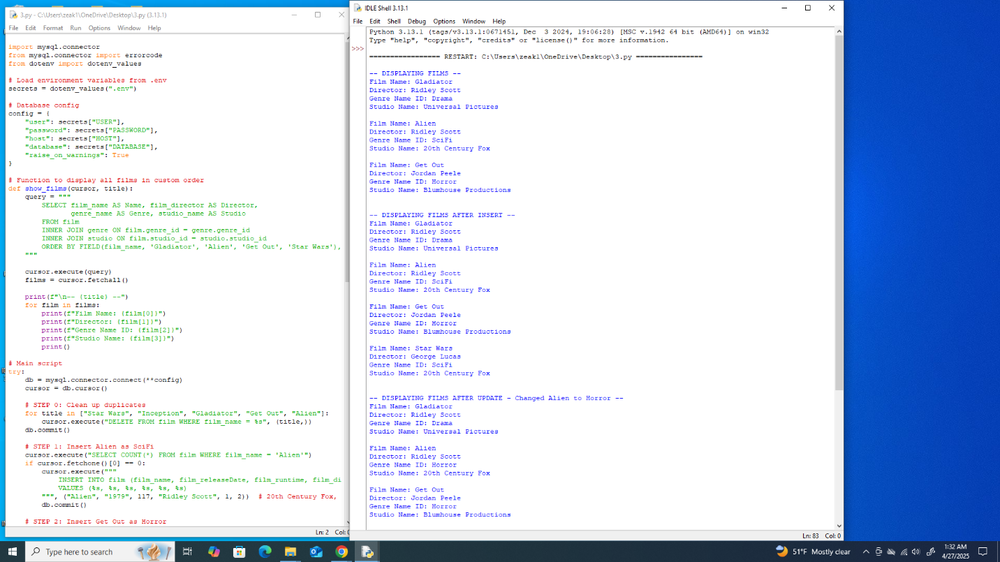 3.py - C:\Users\zeak1\OneDrive\Desktop\3.py (3.13.1)
File Edit Format Run Options Window Help
import mysql.connector
from mysql.connector import errorcode
from dotenv import dotenv_values
# Load environment variables from .env
secrets = dotenv_values(".env")
# Database config
config = {
    "user": secrets["USER"],
    "password": secrets["PASSWORD"],
    "host": secrets["HOST"],
    "database": secrets["DATABASE"],
    "raise_on_warnings": True
}
# Function to display all films in custom order
def show_films(cursor, title):
    query = """
        SELECT film_name AS Name, film_director AS Director,
               genre_name AS Genre, studio_name AS Studio
        FROM film
        INNER JOIN genre ON film.genre_id = genre.genre_id
        INNER JOIN studio ON film.studio_id = studio.studio_id
        ORDER BY FIELD(film_name, 'Gladiator', 'Alien', 'Get Out', 'Star Wars'),
    """
    cursor.execute(query)
    films = cursor.fetchall()
    print(f"\n-- {title} --")
    for film in films:
        print(f"Film Name: {film[0]}")
        print(f"Director: {film[1]}")
        print(f"Genre Name ID: {film[2]}")
        print(f"Studio Name: {film[3]}")
        print()
# Main script
try:
    db = mysql.connector.connect(**config)
    cursor = db.cursor()
    # STEP 0: Clean up duplicates
    for title in ["Star Wars", "Inception", "Gladiator", "Get Out", "Alien"]:
        cursor.execute("DELETE FROM film WHERE film_name = %s", (title,))
    db.commit()
    # STEP 1: Insert Alien as SciFi
    cursor.execute("SELECT COUNT(*) FROM film WHERE film_name = 'Alien'")
    if cursor.fetchone()[0] == 0:
        cursor.execute("""
            INSERT INTO film (film_name, film_releaseDate, film_runtime, film_di
            VALUES (%s, %s, %s, %s, %s, %s)
        """, ("Alien", "1979", 117, "Ridley Scott", 1, 2))  # 20th Century Fox,
        db.commit()
    # STEP 2: Insert Get Out as Horror
Ln: 2 Col: 0
IDLE Shell 3.13.1
File Edit Shell Debug Options Window Help
Python 3.13.1 (tags/v3.13.1:0671451, Dec  3 2024, 19:06:28) [MSC v.1942 64 bit (AMD64)] on win32
Type "help", "copyright", "credits" or "license()" for more information.
>>>
================= RESTART: C:\Users\zeak1\OneDrive\Desktop\3.py ================
-- DISPLAYING FILMS --
Film Name: Gladiator
Director: Ridley Scott
Genre Name ID: Drama
Studio Name: Universal Pictures
Film Name: Alien
Director: Ridley Scott
Genre Name ID: SciFi
Studio Name: 20th Century Fox
Film Name: Get Out
Director: Jordan Peele
Genre Name ID: Horror
Studio Name: Blumhouse Productions
-- DISPLAYING FILMS AFTER INSERT --
Film Name: Gladiator
Director: Ridley Scott
Genre Name ID: Drama
Studio Name: Universal Pictures
Film Name: Alien
Director: Ridley Scott
Genre Name ID: SciFi
Studio Name: 20th Century Fox
Film Name: Get Out
Director: Jordan Peele
Genre Name ID: Horror
Studio Name: Blumhouse Productions
Film Name: Star Wars
Director: George Lucas
Genre Name ID: SciFi
Studio Name: 20th Century Fox
-- DISPLAYING FILMS AFTER UPDATE - Changed Alien to Horror --
Film Name: Gladiator
Director: Ridley Scott
Genre Name ID: Drama
Studio Name: Universal Pictures
Film Name: Alien
Director: Ridley Scott
Genre Name ID: Horror
Studio Name: 20th Century Fox
Film Name: Get Out
Director: Jordan Peele
Genre Name ID: Horror
Studio Name: Blumhouse Productions
Ln: 83 Col: 0
Type here to search
51°F Mostly clear
1:32 AM
4/27/2025